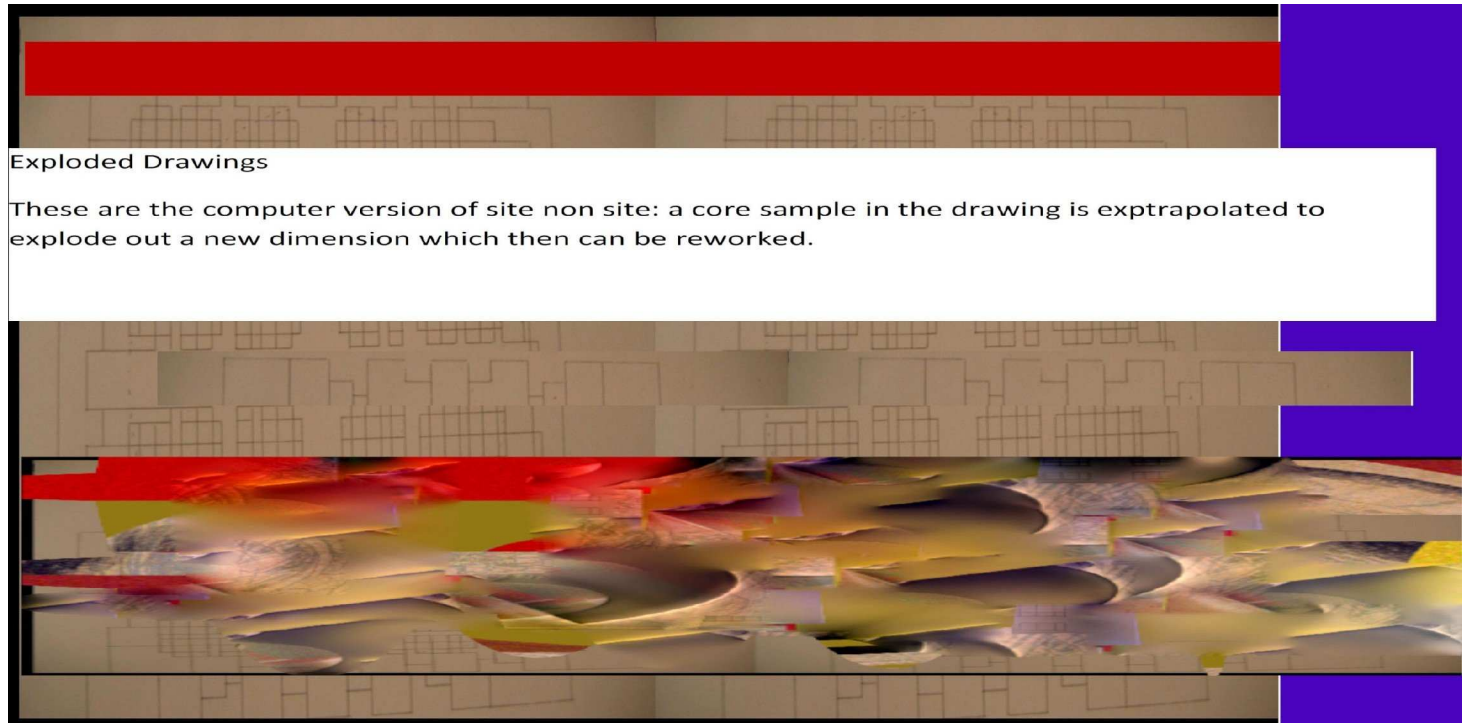 Exploded Drawings
These are the computer version of site non site: a core sample in the drawing is exptrapolated to
explode out a new dimension which then can be reworked.